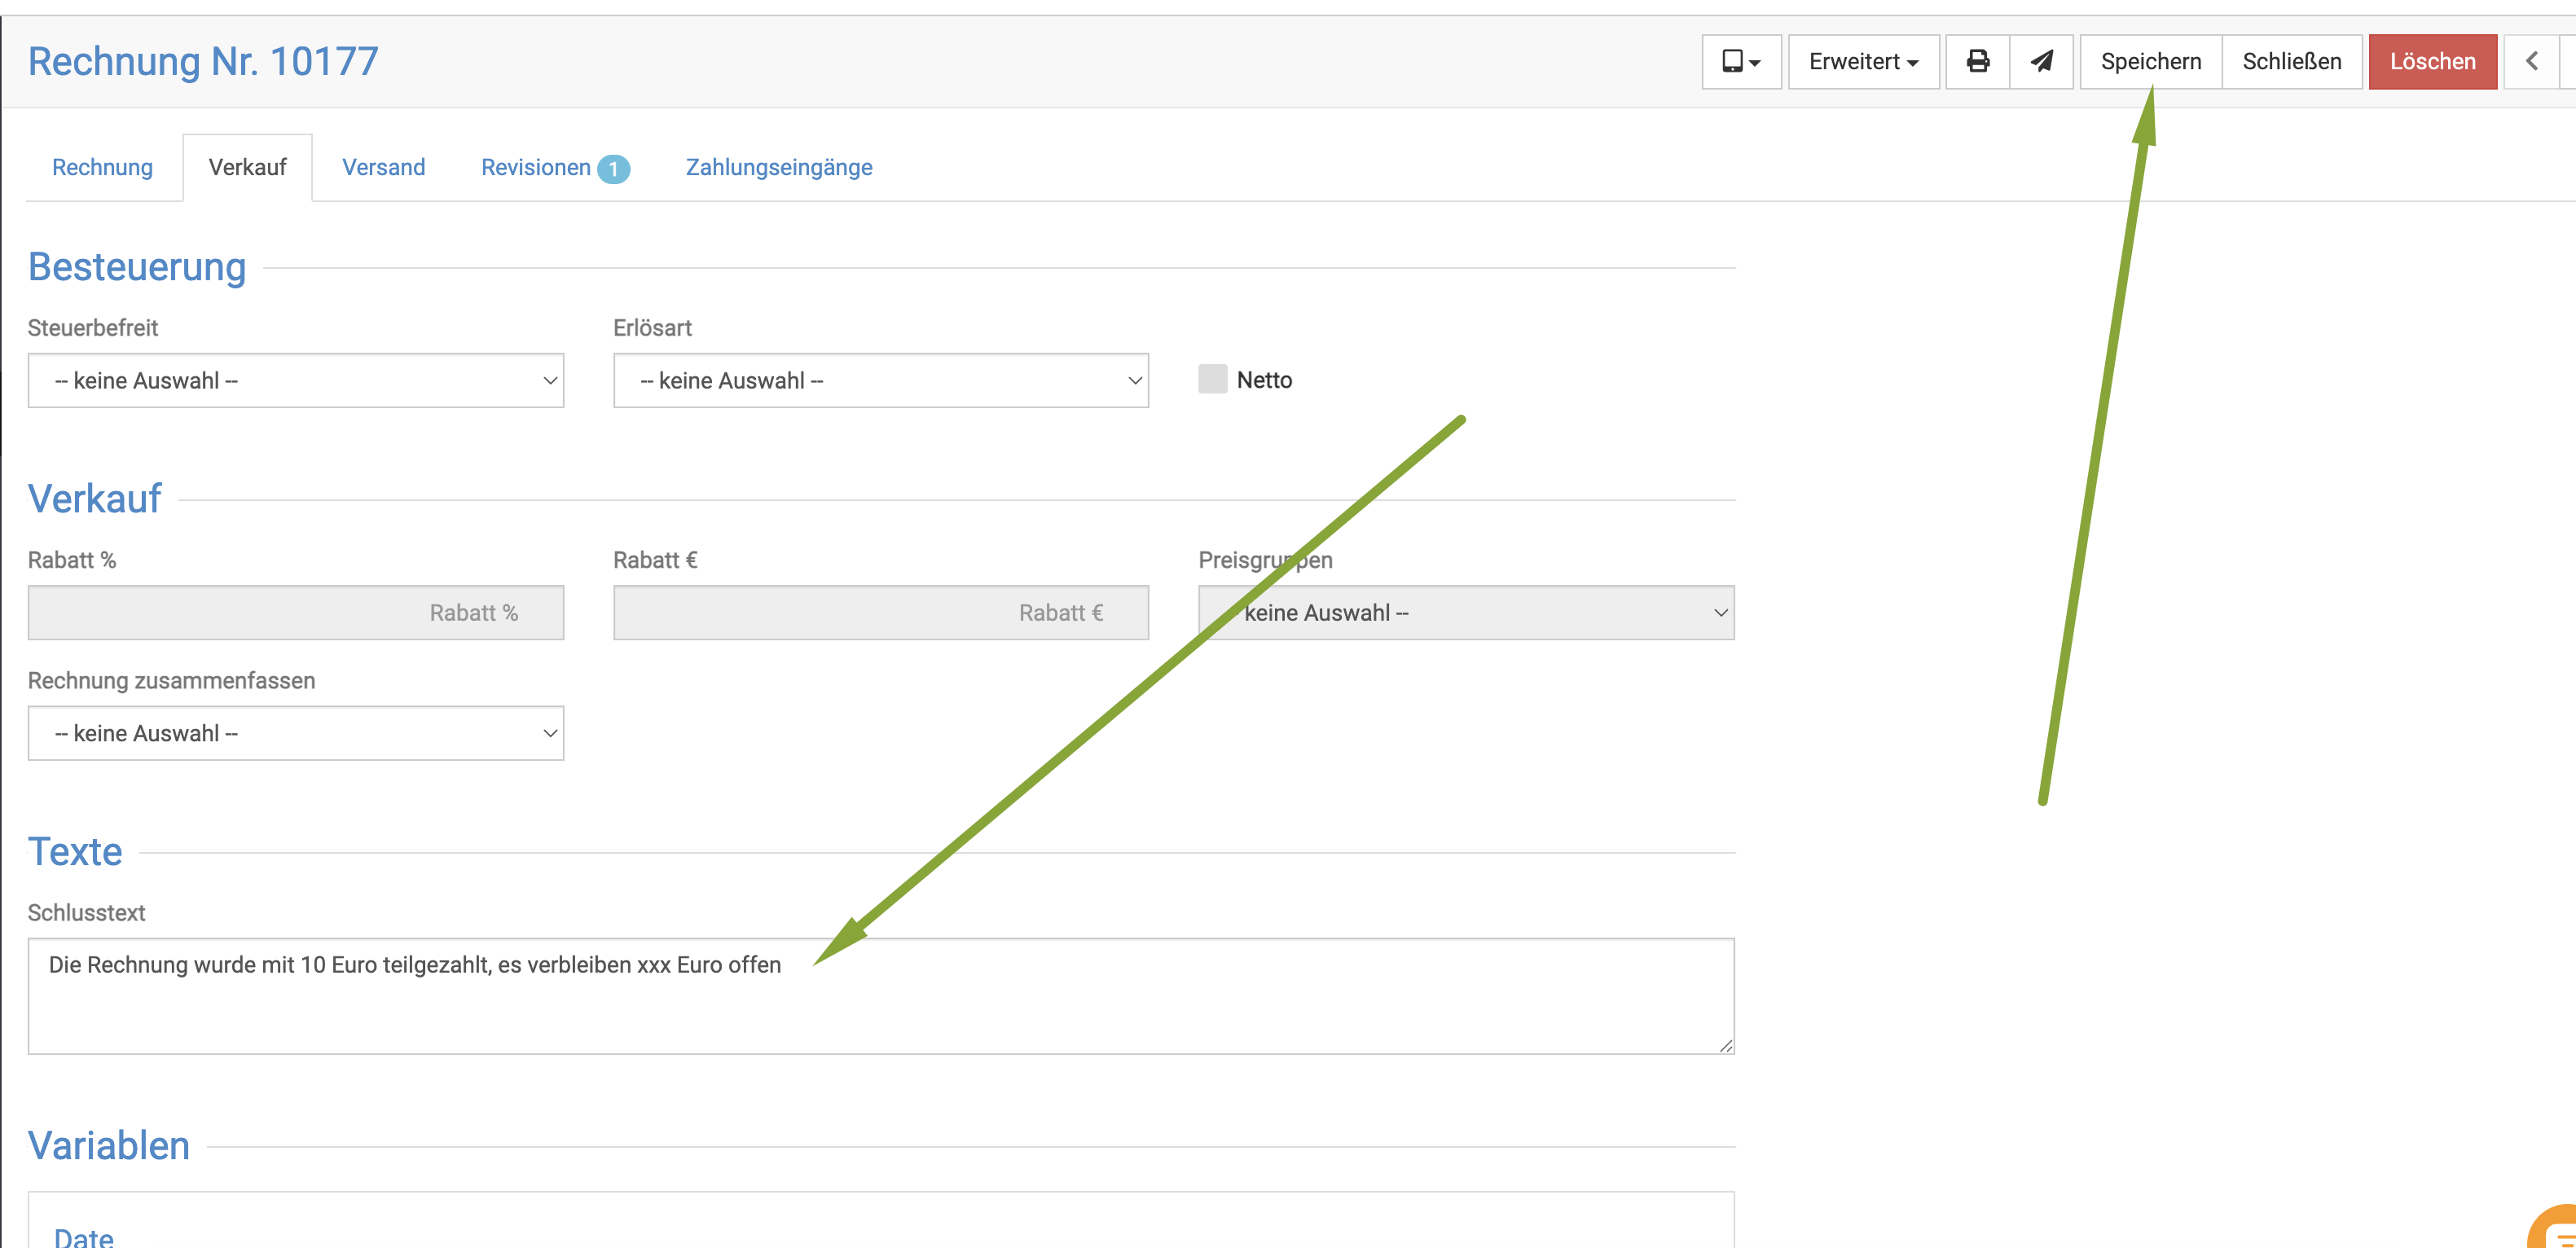 Rechnung Nr. 10177
Erweitert
Speichern
Schließen
Löschen
Rechnung
Verkauf
Versand
Revisionen 1
Zahlungseingänge
Besteuerung
Steuerbefreit
Erlösart
-- keine Auswahl --
-- keine Auswahl --
Netto
Verkauf
Rabatt %
Rabatt €
Preisgruppen
Rabatt %
Rabatt €
keine Auswahl --
Rechnung zusammenfassen
-- keine Auswahl --
Texte
Schlusstext
Die Rechnung wurde mit 10 Euro teilgezahlt, es verbleiben xxx Euro offen
Variablen
Date